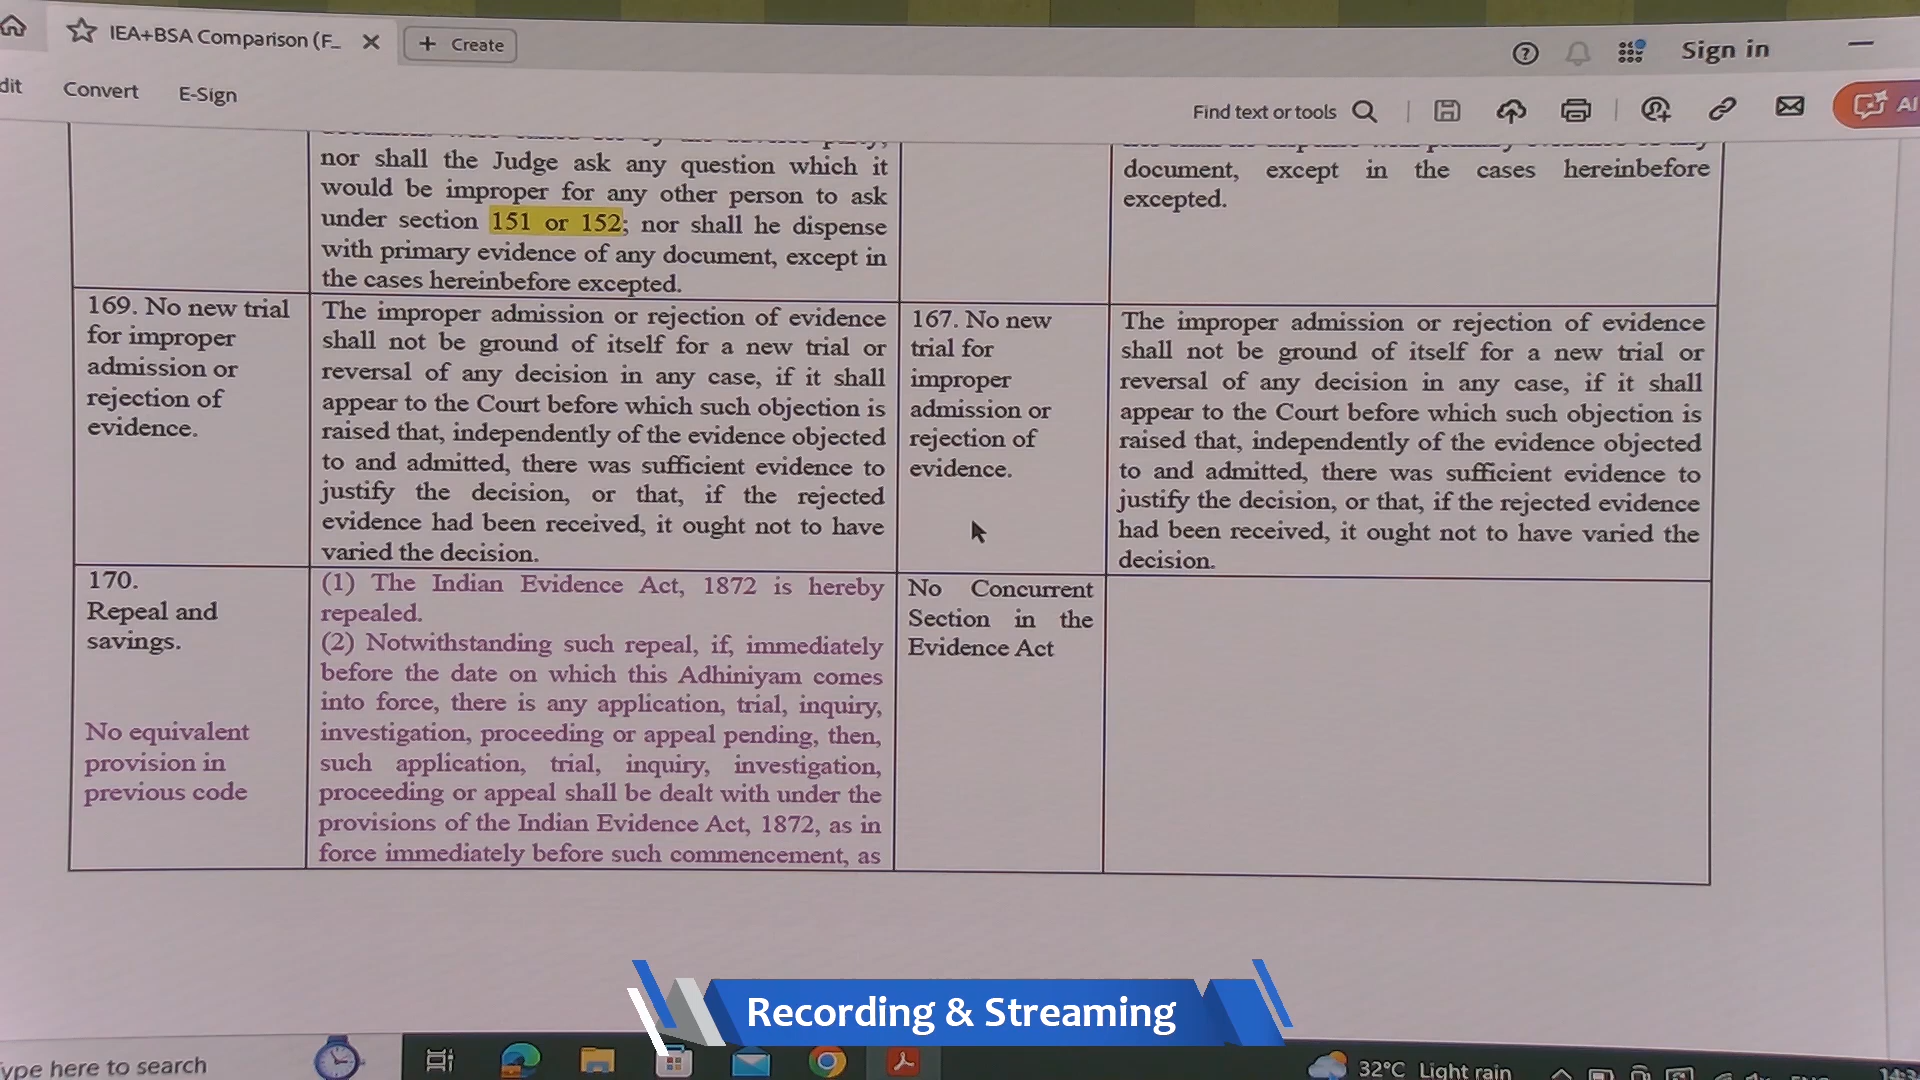 IEA+BSA Comparison (F_
Create
Sign in
dit
Convert
E-Sign
Find text or tools
AI
nor shall the Judge ask any question which it
would be improper for any other person to ask
under section 151 or 152; nor shall he dispense
with primary evidence of any document, except in
the cases hereinbefore excepted.
document, except in the cases hereinbefore
excepted.
169. No new trial
for improper
admission or
rejection of
evidence.
The improper admission or rejection of evidence
shall not be ground of itself for a new trial or
reversal of any decision in any case, if it shall
appear to the Court before which such objection is
raised that, independently of the evidence objected
to and admitted, there was sufficient evidence to
justify the decision, or that, if the rejected
evidence had been received, it ought not to have
varied the decision.
167. No new
trial for
improper
admission or
rejection of
evidence.
The improper admission or rejection of evidence
shall not be ground of itself for a new trial or
reversal of any decision in any case, if it shall
appear to the Court before which such objection is
raised that, independently of the evidence objected
to and admitted, there was sufficient evidence to
justify the decision, or that, if the rejected evidence
had been received, it ought not to have varied the
decision.
170.
Repeal and
savings.
No equivalent
provision in
previous code
(1) The Indian Evidence Act, 1872 is hereby
repealed.
(2) Notwithstanding such repeal, if, immediately
before the date on which this Adhiniyam comes
into force, there is any application, trial, inquiry,
investigation, proceeding or appeal pending, then,
such application, trial, inquiry, investigation,
proceeding or appeal shall be dealt with under the
provisions of the Indian Evidence Act, 1872, as in
force immediately before such commencement, as
No Concurrent
Section in the
Evidence Act
Recording & Streaming
ype here to search
32°C Light rain